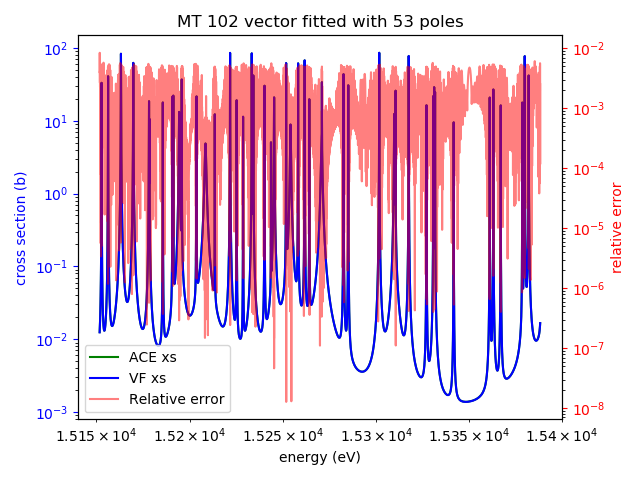 MT 102 vector fitted with 53 poles
10²
10¹
10⁰
10⁻¹
10⁻²
10⁻³
cross section (b)
10⁻²
10⁻³
10⁻⁴
10⁻⁵
10⁻⁶
10⁻⁷
10⁻⁸
relative error
ACE xs
VF xs
Relative error
1.515 × 10⁴ 1.52 × 10⁴ 1.525 × 10⁴ 1.53 × 10⁴ 1.535 × 10⁴ 1.54 × 10⁴
energy (eV)